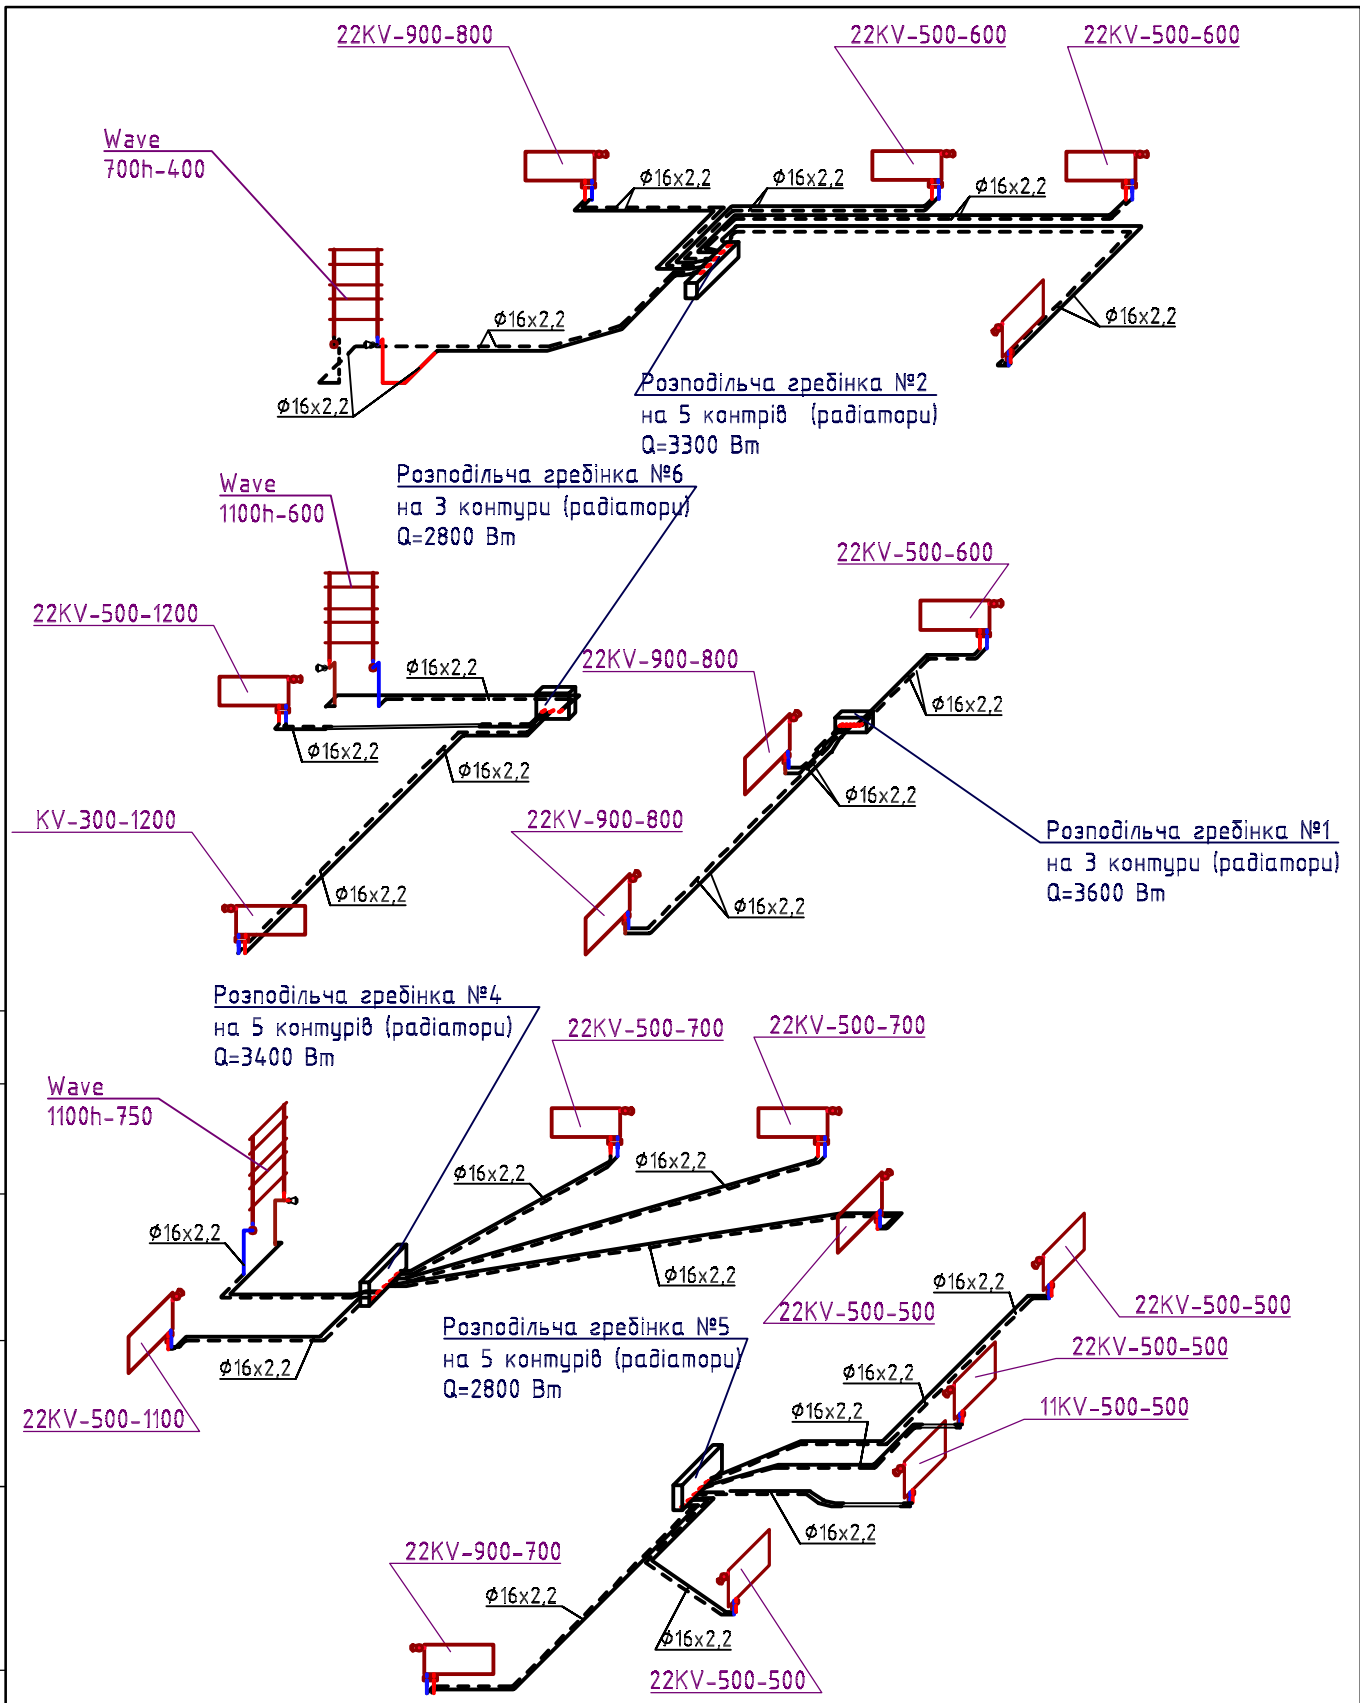 22KV-900-800
22KV-500-600
22KV-500-600
Wave
700h-400
Ø16x2,2
Ø16x2,2
Ø16x2,2
Ø16x2,2
Ø16x2,2
Ø16x2,2
Розподільча гребінка №2
на 5 контрів (радіатори)
Q=3300 Вт
Розподільча гребінка №6
на 3 контури (радіатори)
Q=2800 Вт
Wave
1100h-600
22KV-500-600
22KV-500-1200
22KV-900-800
Ø16x2,2
Ø16x2,2
Ø16x2,2
Ø16x2,2
Ø16x2,2
KV-300-1200
22KV-900-800
Розподільча гребінка №1
на 3 контури (радіатори)
Q=3600 Вт
Ø16x2,2
Ø16x2,2
Розподільча гребінка №4
на 5 контурів (радіатори)
Q=3400 Вт
22KV-500-700
22KV-500-700
Wave
1100h-750
Ø16x2,2
Ø16x2,2
Ø16x2,2
Ø16x2,2
22KV-500-500
Ø16x2,2
22KV-500-500
Розподільча гребінка №5
на 5 контурів (радіатори)
Q=2800 Вт
22KV-500-500
Ø16x2,2
Ø16x2,2
22KV-500-1100
11KV-500-500
Ø16x2,2
Ø16x2,2
22KV-900-700
Ø16x2,2
Ø16x2,2
22KV-500-500